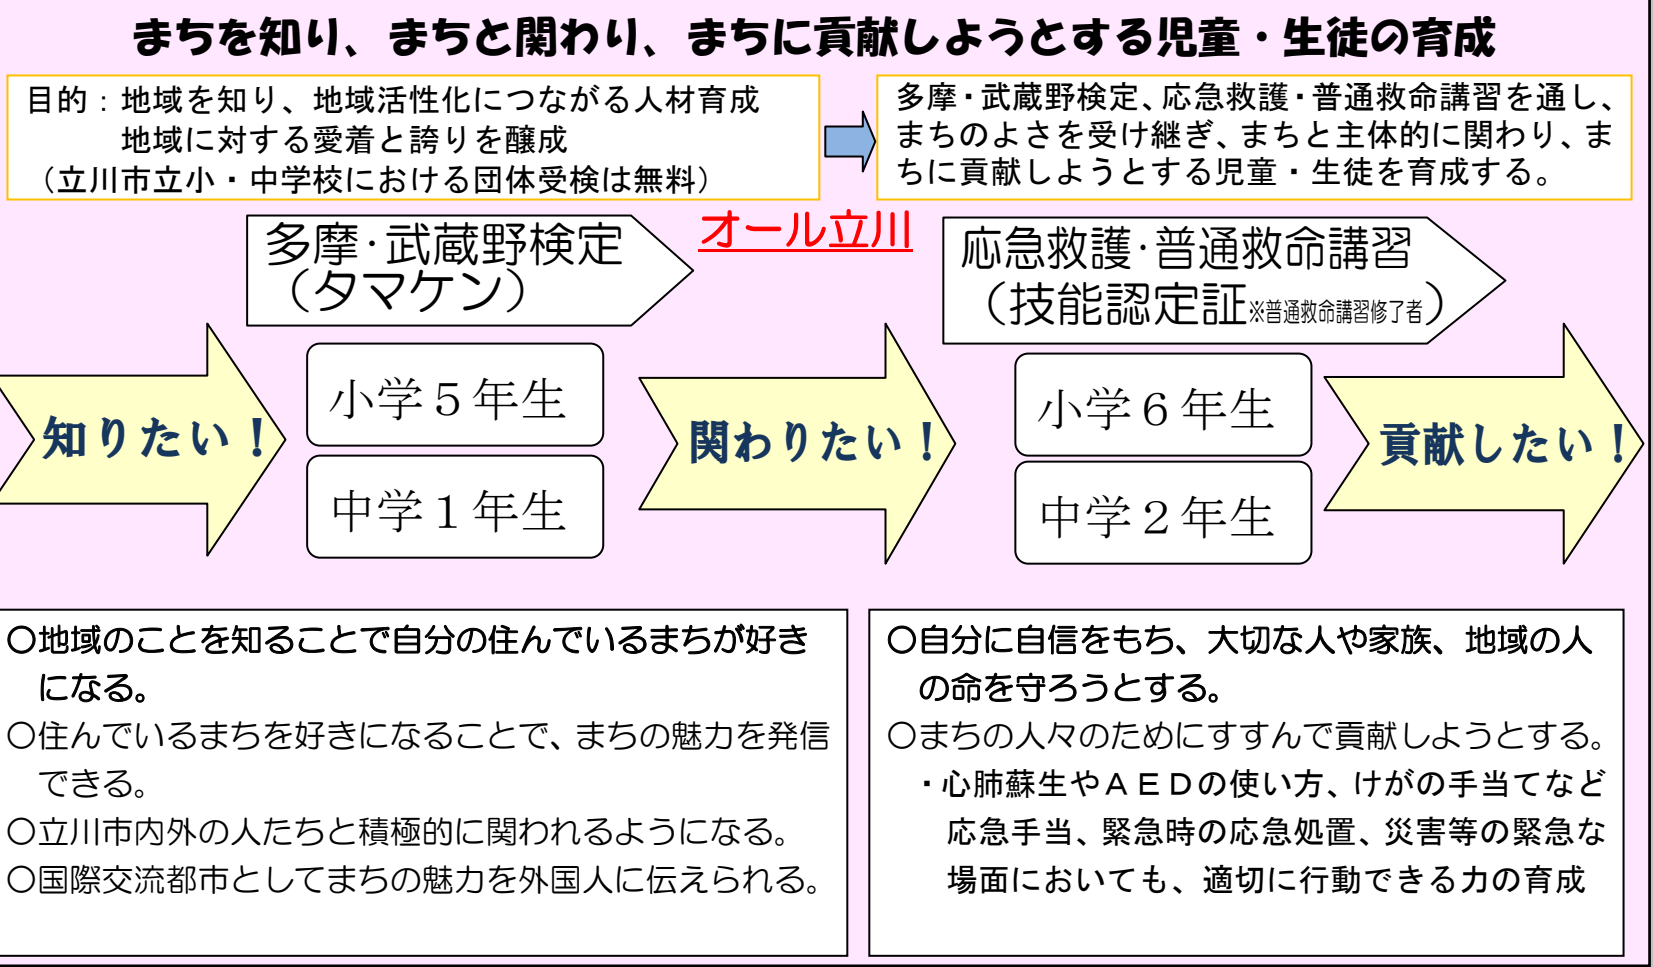 まちを知り、まちと関わり、まちに貢献しようとする児童・生徒の育成
目的：地域を知り、地域活性化につながる人材育成
地域に対する愛着と誇りを醸成
（立川市立小・中学校における団体受検は無料）
多摩・武蔵野検定、応急救護・普通救命講習を通し、
まちのよさを受け継ぎ、まちと主体的に関わり、ま
ちに貢献しようとする児童・生徒を育成する。
オール立川
多摩・武蔵野検定
（タマケン）
応急救護・普通救命講習
（技能認定証※普通救命講習修了者）
知りたい！
小学５年生
中学１年生
関わりたい！
小学６年生
中学２年生
貢献したい！
○地域のことを知ることで自分の住んでいるまちが好き
になる。
○住んでいるまちを好きになることで、まちの魅力を発信
できる。
○立川市内外の人たちと積極的に関われるようになる。
○国際交流都市としてまちの魅力を外国人に伝えられる。
○自分に自信をもち、大切な人や家族、地域の人
の命を守ろうとする。
○まちの人々のためにすすんで貢献しようとする。
・心肺蘇生やＡＥＤの使い方、けがの手当てなど
応急手当、緊急時の応急処置、災害等の緊急な
場面においても、適切に行動できる力の育成